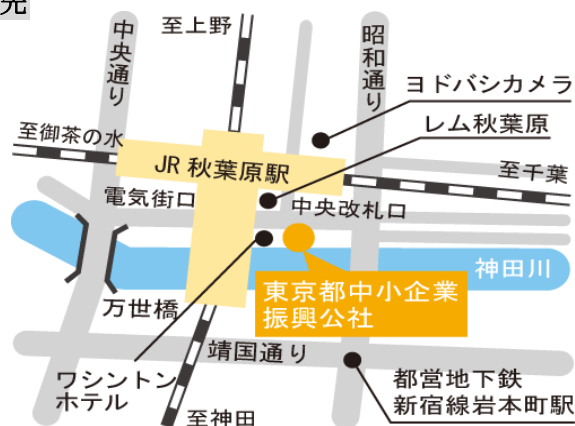 先
中央通り
至上野
昭和通り
ヨドバシカメラ
レム秋葉原
至御茶の水
JR 秋葉原駅
至千葉
電気街口
中央改札口
神田川
東京都中小企業
振興公社
万世橋
靖国通り
ワシントン
ホテル
都営地下鉄
新宿線岩本町駅
至神田